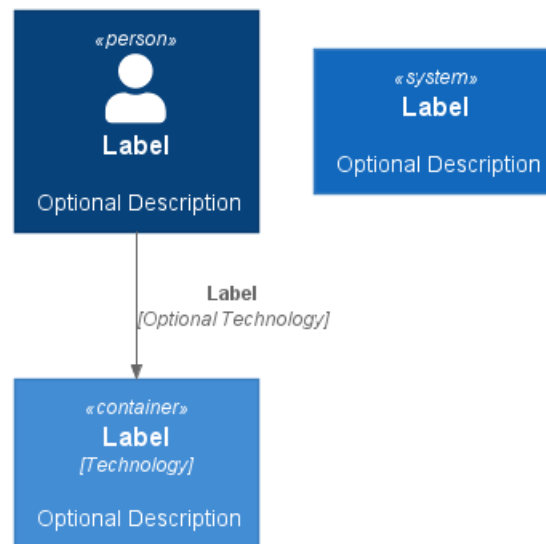 «person»
Label
Optional Description
«system»
Label
Optional Description
Label
[Optional Technology]
«container»
Label
[Technology]
Optional Description